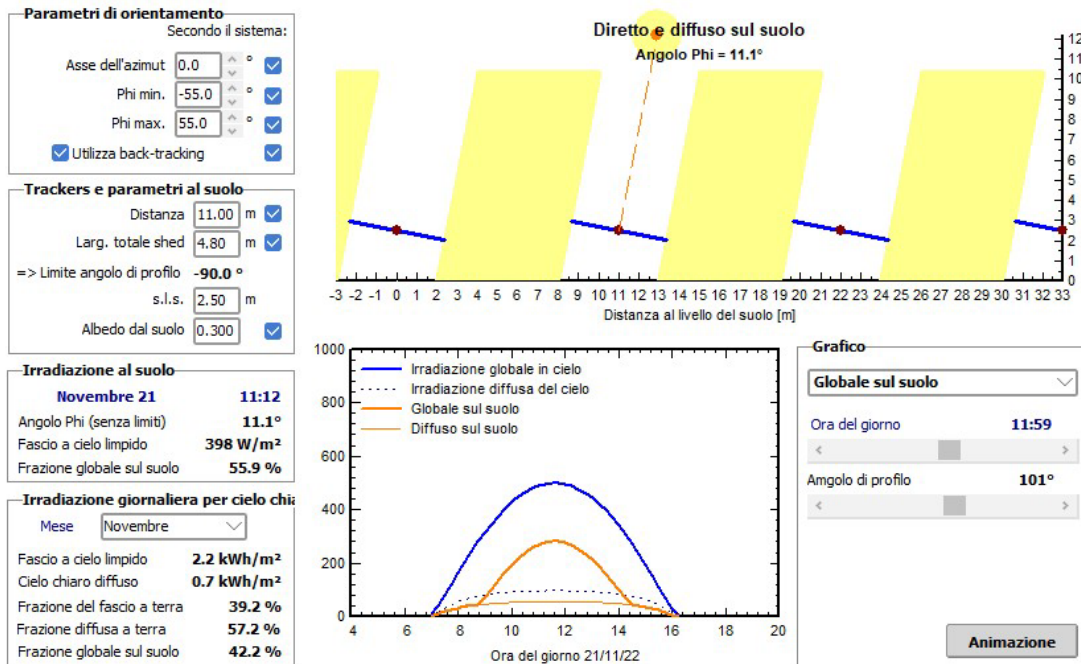 Parametri di orientamento
Secondo il sistema:
Asse dell'azimut 0.0 °
Phi min. -55.0 °
Phi max. 55.0 °
Utilizza back-tracking
Trackers e parametri al suolo
Distanza 11.00 m
Larg. totale shed 4.80 m
=> Limite angolo di profilo -90.0 °
s.l.s. 2.50 m
Albedo dal suolo 0.300
Irradiazione al suolo
Novembre 21 11:12
Angolo Phi (senza limiti) 11.1°
Fascio a cielo limpido 398 W/m²
Frazione globale sul suolo 55.9 %
Irradiazione giornaliera per cielo chia
Mese Novembre
Fascio a cielo limpido 2.2 kWh/m²
Cielo chiaro diffuso 0.7 kWh/m²
Frazione del fascio a terra 39.2 %
Frazione diffusa a terra 57.2 %
Frazione globale sul suolo 42.2 %
Diretto e diffuso sul suolo
Angolo Phi = 11.1°
12
11
10
9
8
7
6
5
4
3
2
1
0
-3 -2 -1 0 1 2 3 4 5 6 7 8 9 10 11 12 13 14 15 16 17 18 19 20 21 22 23 24 25 26 27 28 29 30 31 32 33
Distanza al livello del suolo [m]
1000
800
600
400
200
0
Irradiazione globale in cielo
Irradiazione diffusa del cielo
Globale sul suolo
Diffuso sul suolo
4 6 8 10 12 14 16 18 20
Ora del giorno 21/11/22
Grafico
Globale sul suolo
Ora del giorno 11:59
Amgolo di profilo 101°
Animazione